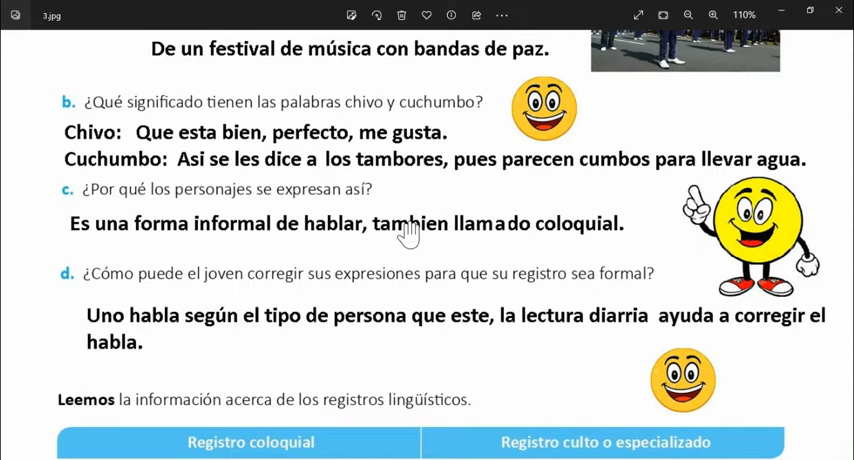 3.jpg
110%
De un festival de música con bandas de paz.
b. ¿Qué significado tienen las palabras chivo y cuchumbo?
Chivo: Que esta bien, perfecto, me gusta.
Cuchumbo: Asi se les dice a los tambores, pues parecen cumbos para llevar agua.
c. ¿Por qué los personajes se expresan así?
Es una forma informal de hablar, tambien llamado coloquial.
d. ¿Cómo puede el joven corregir sus expresiones para que su registro sea formal?
Uno habla según el tipo de persona que este, la lectura diarria ayuda a corregir el
habla.
Leemos la información acerca de los registros lingüísticos.
Registro coloquial
Registro culto o especializado